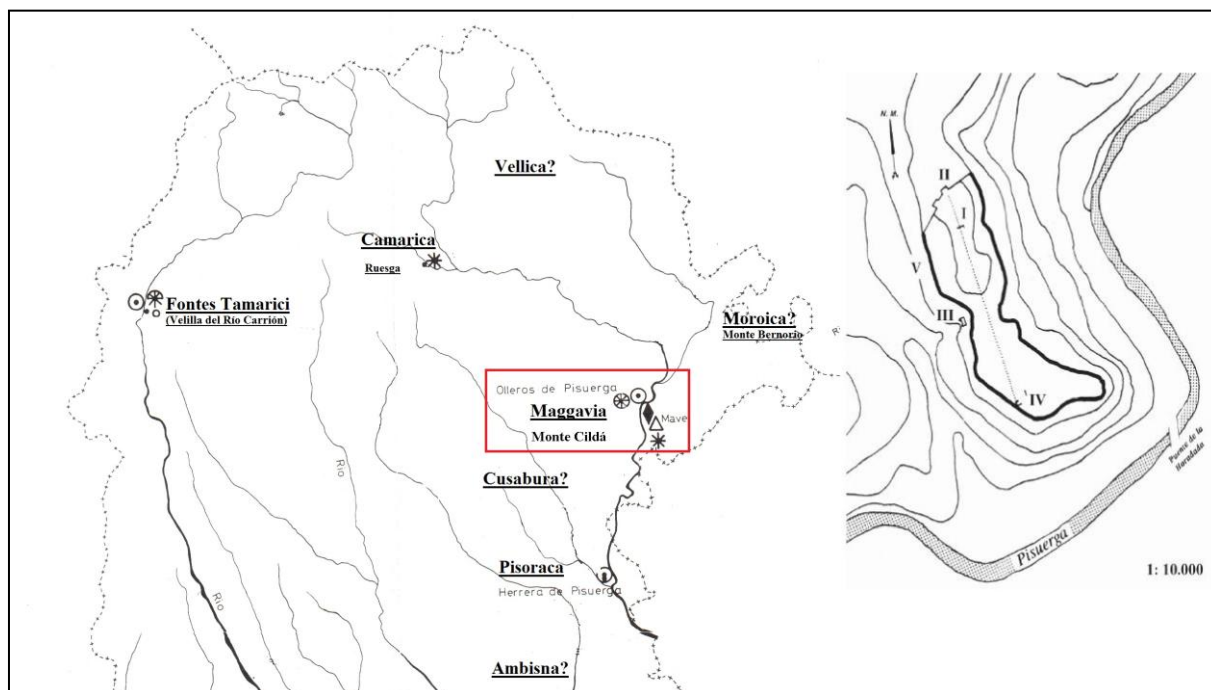 Vellica?
Camarica
Ruesga
Fontes Tamarici
(Velilla del Río Carrión)
Moroica?
Monte Bernorio
Olleros de Pisuerga
Maggavia
Mave
Monte Cildá
Cusabura?
Pisoraca
Herrera de Pisuerga
Río
Río
Ambisna?
R
N. M.
II
I
V
III
IV
Puente de la Horadada
Pisuerga
1: 10.000